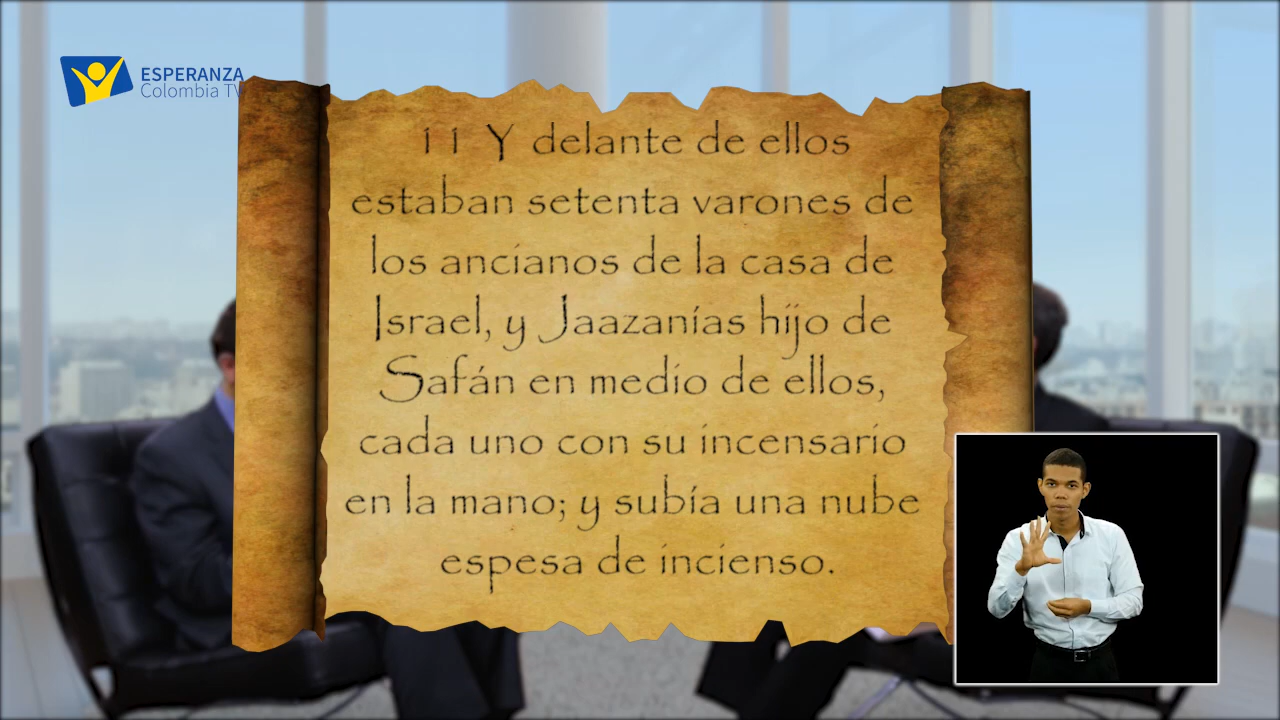 ESPERANZA
Colombia TV
11 Y delante de ellos
estaban setenta varones de
los ancianos de la casa de
Israel, y Jaazanías hijo de
Safán en medio de ellos,
cada uno con su incensario
en la mano; y subía una nube
espesa de incienso.